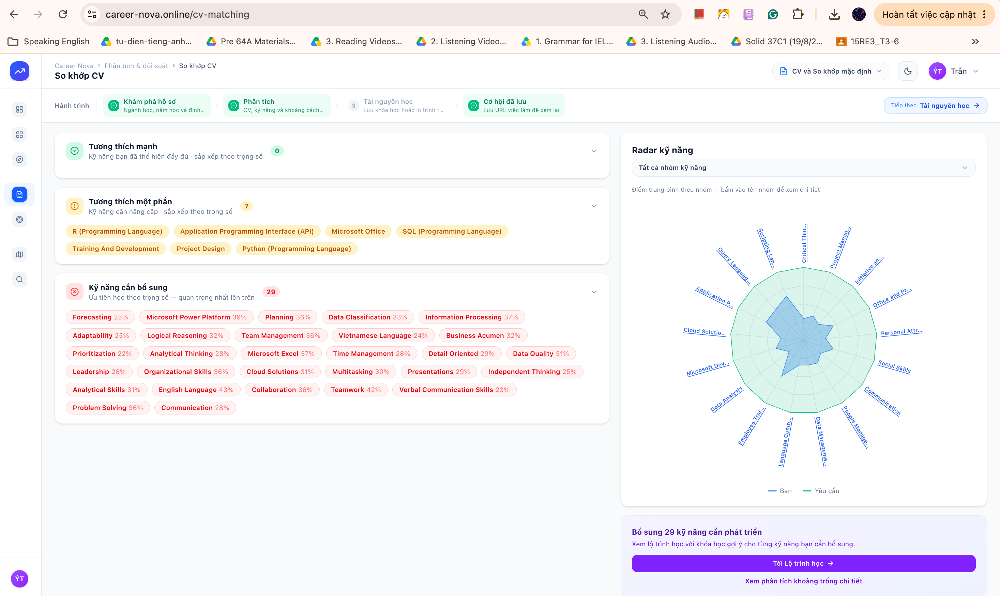 career-nova.online/cv-matching
Hoàn tất việc cập nhật
Speaking English
tu-dien-tieng-anh...
Pre 64A Materials...
3. Reading Videos...
2. Listening Video...
1. Grammar for IEL...
3. Listening Audio...
Solid 37C1 (19/8/2...
15RE3_T3-6
Career Nova > Phân tích & đối soát > So khớp CV
So khớp CV
CV và So khớp mặc định
ÝT
Trần
Hành trình
Khám phá hồ sơ
Ngành học, năm học và định...
Phân tích
CV, kỹ năng và khoảng cách...
3
Tài nguyên học
Lưu khóa học hoặc lộ trình t...
Cơ hội đã lưu
Lưu URL việc làm để xem lại
Tiếp theo Tài nguyên học →
Tương thích mạnh
Kỹ năng bạn đã thể hiện đầy đủ · sắp xếp theo trọng số
0
Tương thích một phần
Kỹ năng cần nâng cấp · sắp xếp theo trọng số
7
R (Programming Language)
Application Programming Interface (API)
Microsoft Office
SQL (Programming Language)
Training And Development
Project Design
Python (Programming Language)
Kỹ năng cần bổ sung
Ưu tiên học theo trọng số — quan trọng nhất lên trên
29
Forecasting 25%
Microsoft Power Platform 39%
Planning 36%
Data Classification 33%
Information Processing 37%
Adaptability 25%
Logical Reasoning 32%
Team Management 36%
Vietnamese Language 24%
Business Acumen 32%
Prioritization 22%
Analytical Thinking 28%
Microsoft Excel 37%
Time Management 28%
Detail Oriented 29%
Data Quality 31%
Leadership 26%
Organizational Skills 36%
Cloud Solutions 31%
Multitasking 30%
Presentations 29%
Independent Thinking 25%
Analytical Skills 31%
English Language 43%
Collaboration 36%
Teamwork 42%
Verbal Communication Skills 23%
Problem Solving 36%
Communication 28%
Radar kỹ năng
Tất cả nhóm kỹ năng
Điểm trung bình theo nhóm — bấm vào tên nhóm để xem chi tiết
Critical Thin...
Project Manag...
Initiative an...
Office and Pr...
Personal Attr...
Social Skills
Communication
People Manage...
Data Manageme...
Language Comp...
Employee Trai...
Data Analysis
Microsoft Dev...
Cloud Solutio...
Application P...
Query Languag...
Scripting Lan...
Bạn
Yêu cầu
Bổ sung 29 kỹ năng cần phát triển
Xem lộ trình học với khóa học gợi ý cho từng kỹ năng bạn cần bổ sung.
Tới Lộ trình học →
Xem phân tích khoảng trống chi tiết
ÝT